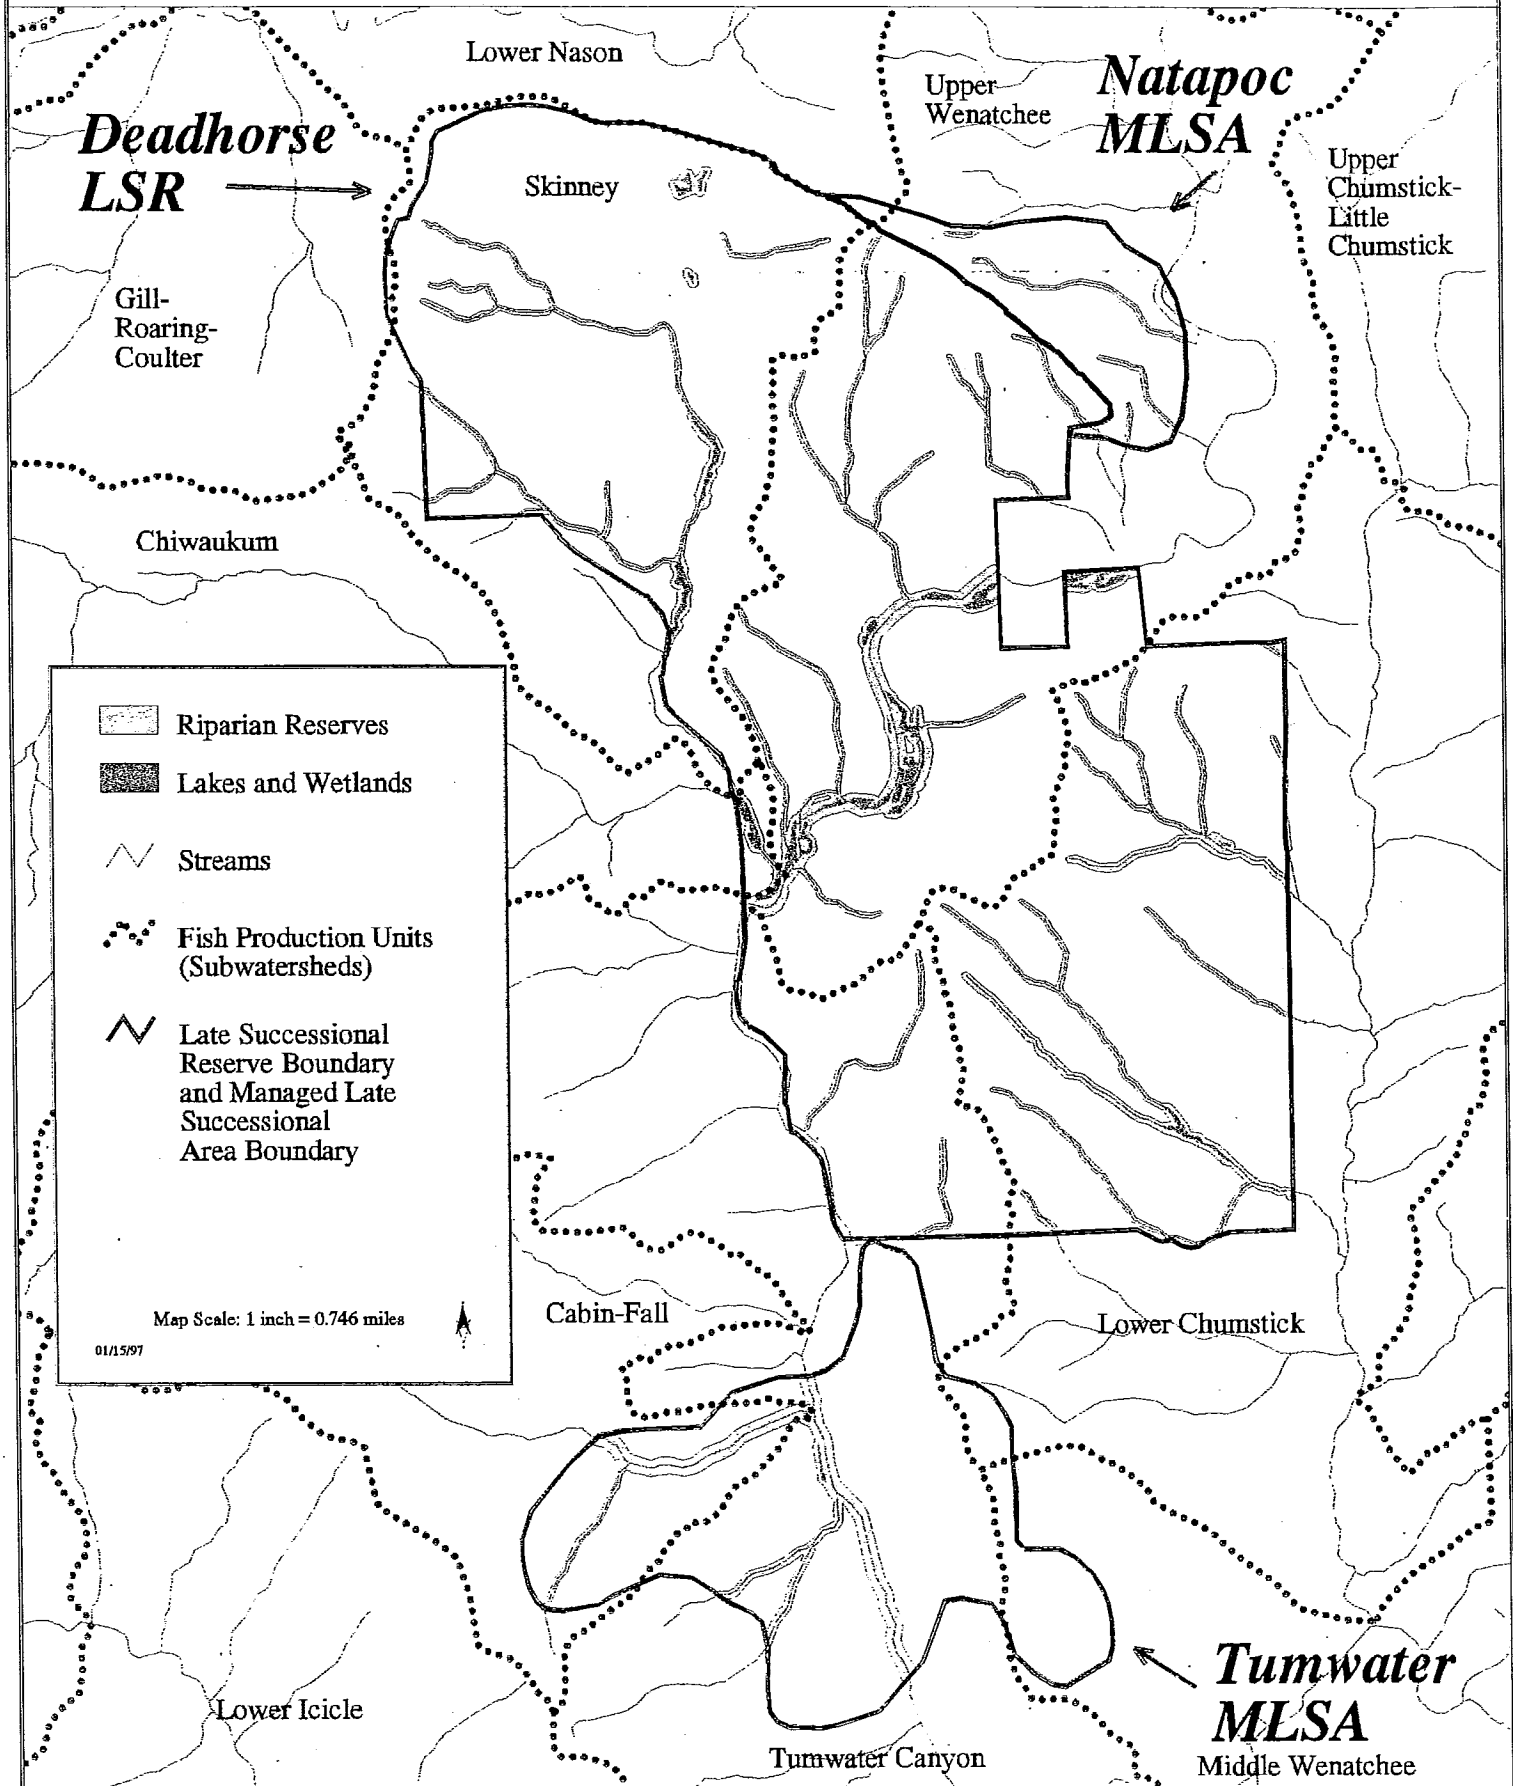 Lower Nason
Upper
Wenatchee
Natapoc
MLSA
Deadhorse
LSR
Skinney
Upper
Chumstick-
Little
Chumstick
Gill-
Roaring-
Coulter
Chiwaukum
Riparian Reserves
Lakes and Wetlands
Streams
Fish Production Units
(Subwatersheds)
Late Successional
Reserve Boundary
and Managed Late
Successional
Area Boundary
Map Scale: 1 inch = 0.746 miles
01/15/97
Cabin-Fall
Lower Chumstick
Tumwater
MLSA
Lower Icicle
Tumwater Canyon
Middle Wenatchee